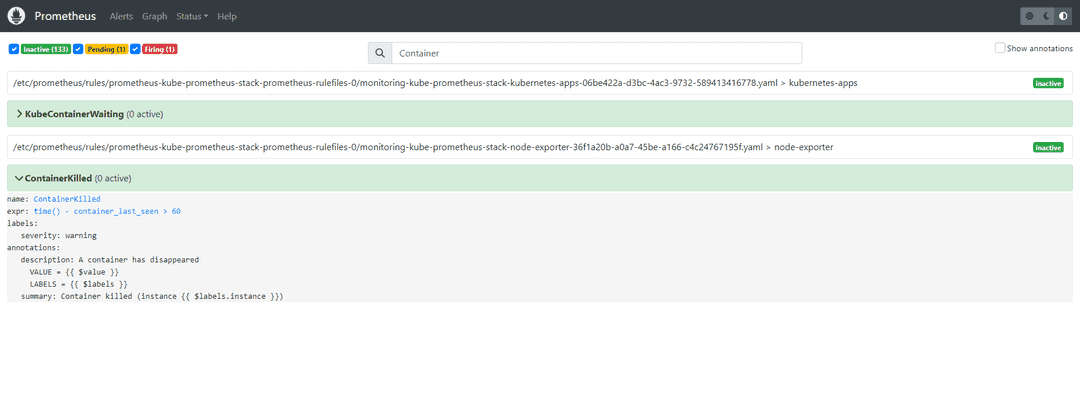 Prometheus Alerts Graph Status Help
Inactive (133) Pending (1) Firing (1) Container Show annotations
/etc/prometheus/rules/prometheus-kube-prometheus-stack-prometheus-rulefiles-0/monitoring-kube-prometheus-stack-kubernetes-apps-06be422a-d3bc-4ac3-9732-589413416778.yaml > kubernetes-apps inactive
KubeContainerWaiting (0 active)
/etc/prometheus/rules/prometheus-kube-prometheus-stack-prometheus-rulefiles-0/monitoring-kube-prometheus-stack-node-exporter-36f1a20b-a0a7-45be-a166-c4c24767195f.yaml > node-exporter inactive
ContainerKilled (0 active)
name: ContainerKilled
expr: time() - container_last_seen > 60
labels:
severity: warning
annotations:
description: A container has disappeared
VALUE = {{ $value }}
LABELS = {{ $labels }}
summary: Container killed (instance {{ $labels.instance }})